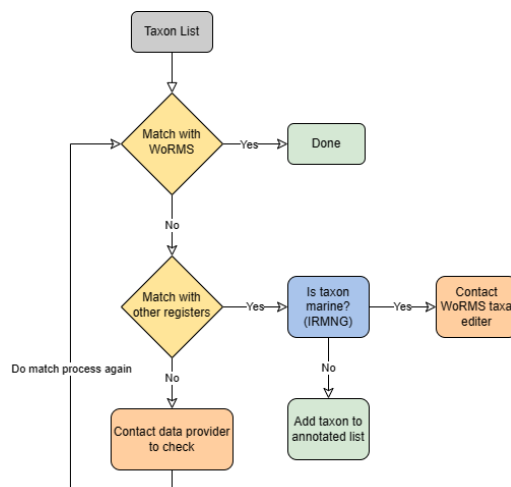 Taxon List
Match with
WoRMS
Yes
Done
No
Match with
other registers
Yes
Is taxon
marine?
(IRMNG)
Yes
Contact
WoRMS taxa
editer
Do match process again
No
No
Contact data provider
to check
Add taxon to
annotated list